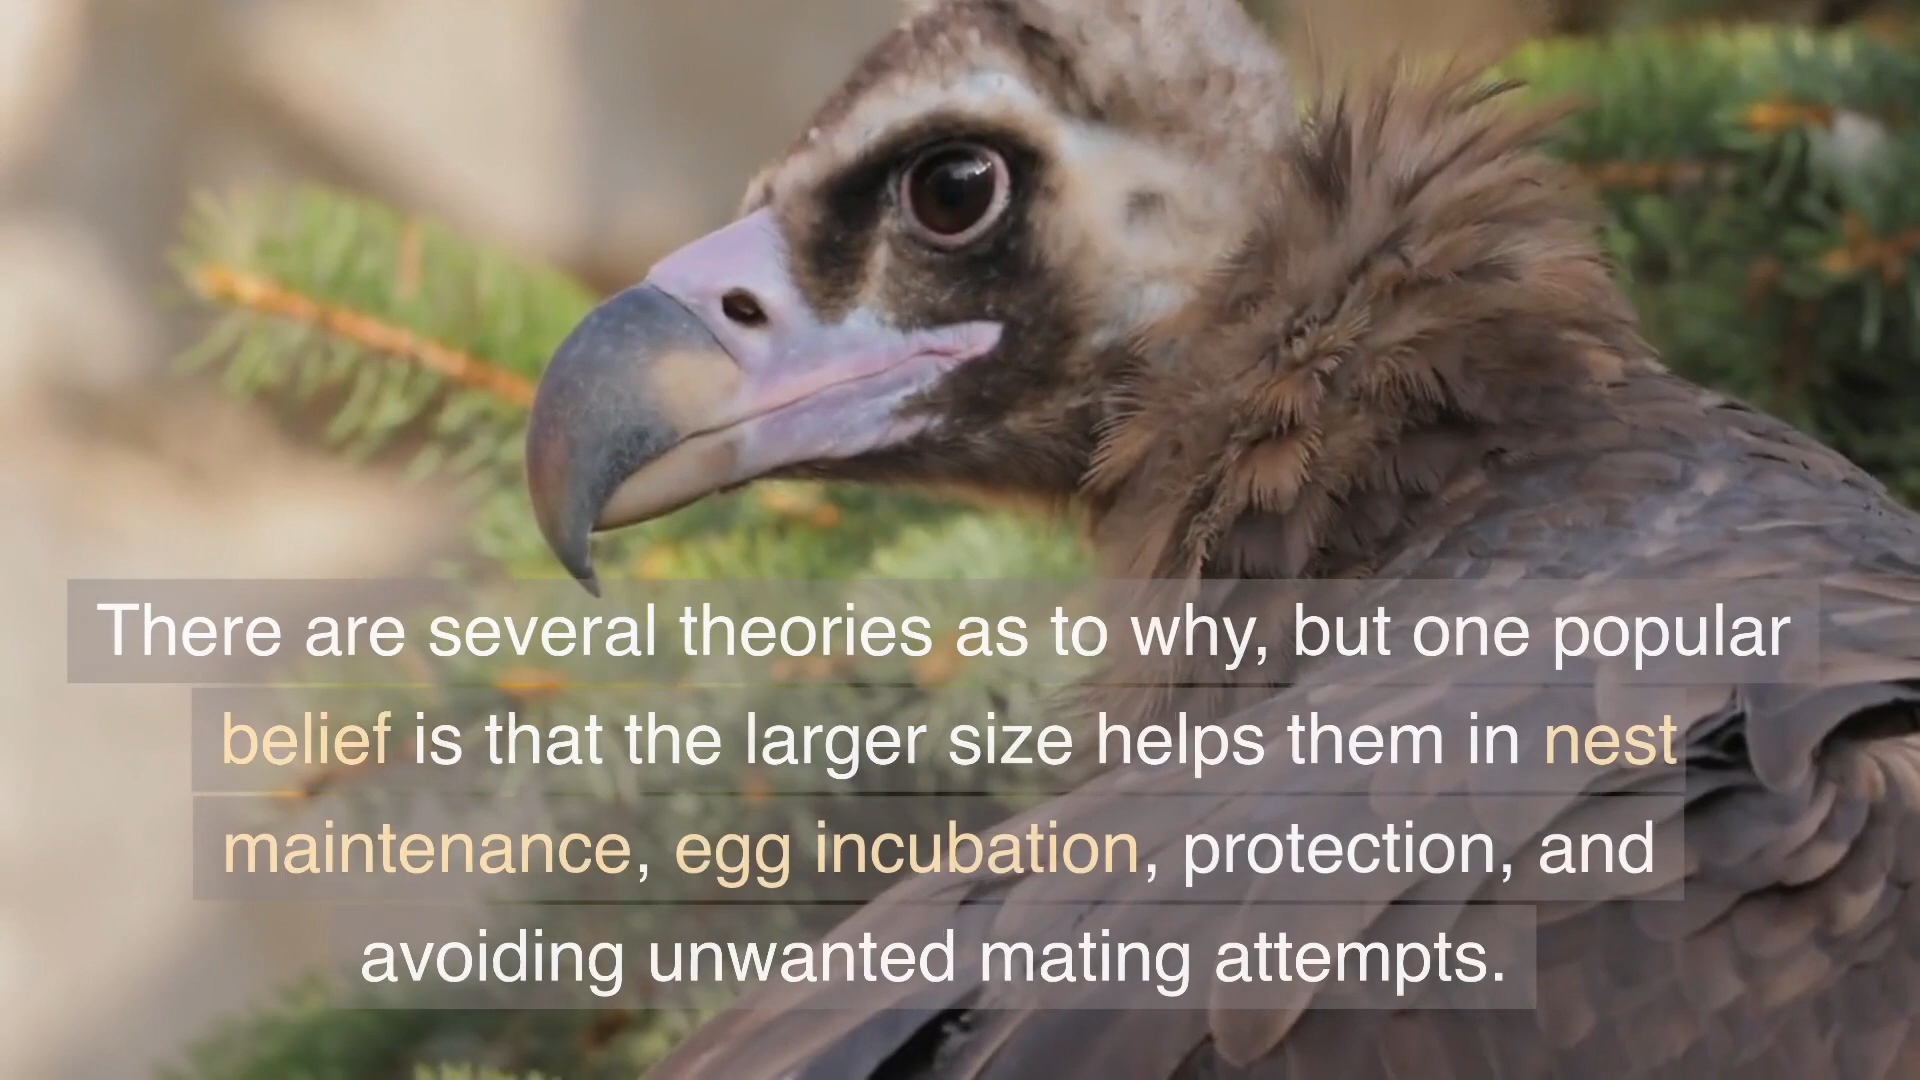 There are several theories as to why, but one popular
belief is that the larger size helps them in nest
maintenance, egg incubation, protection, and
avoiding unwanted mating attempts.